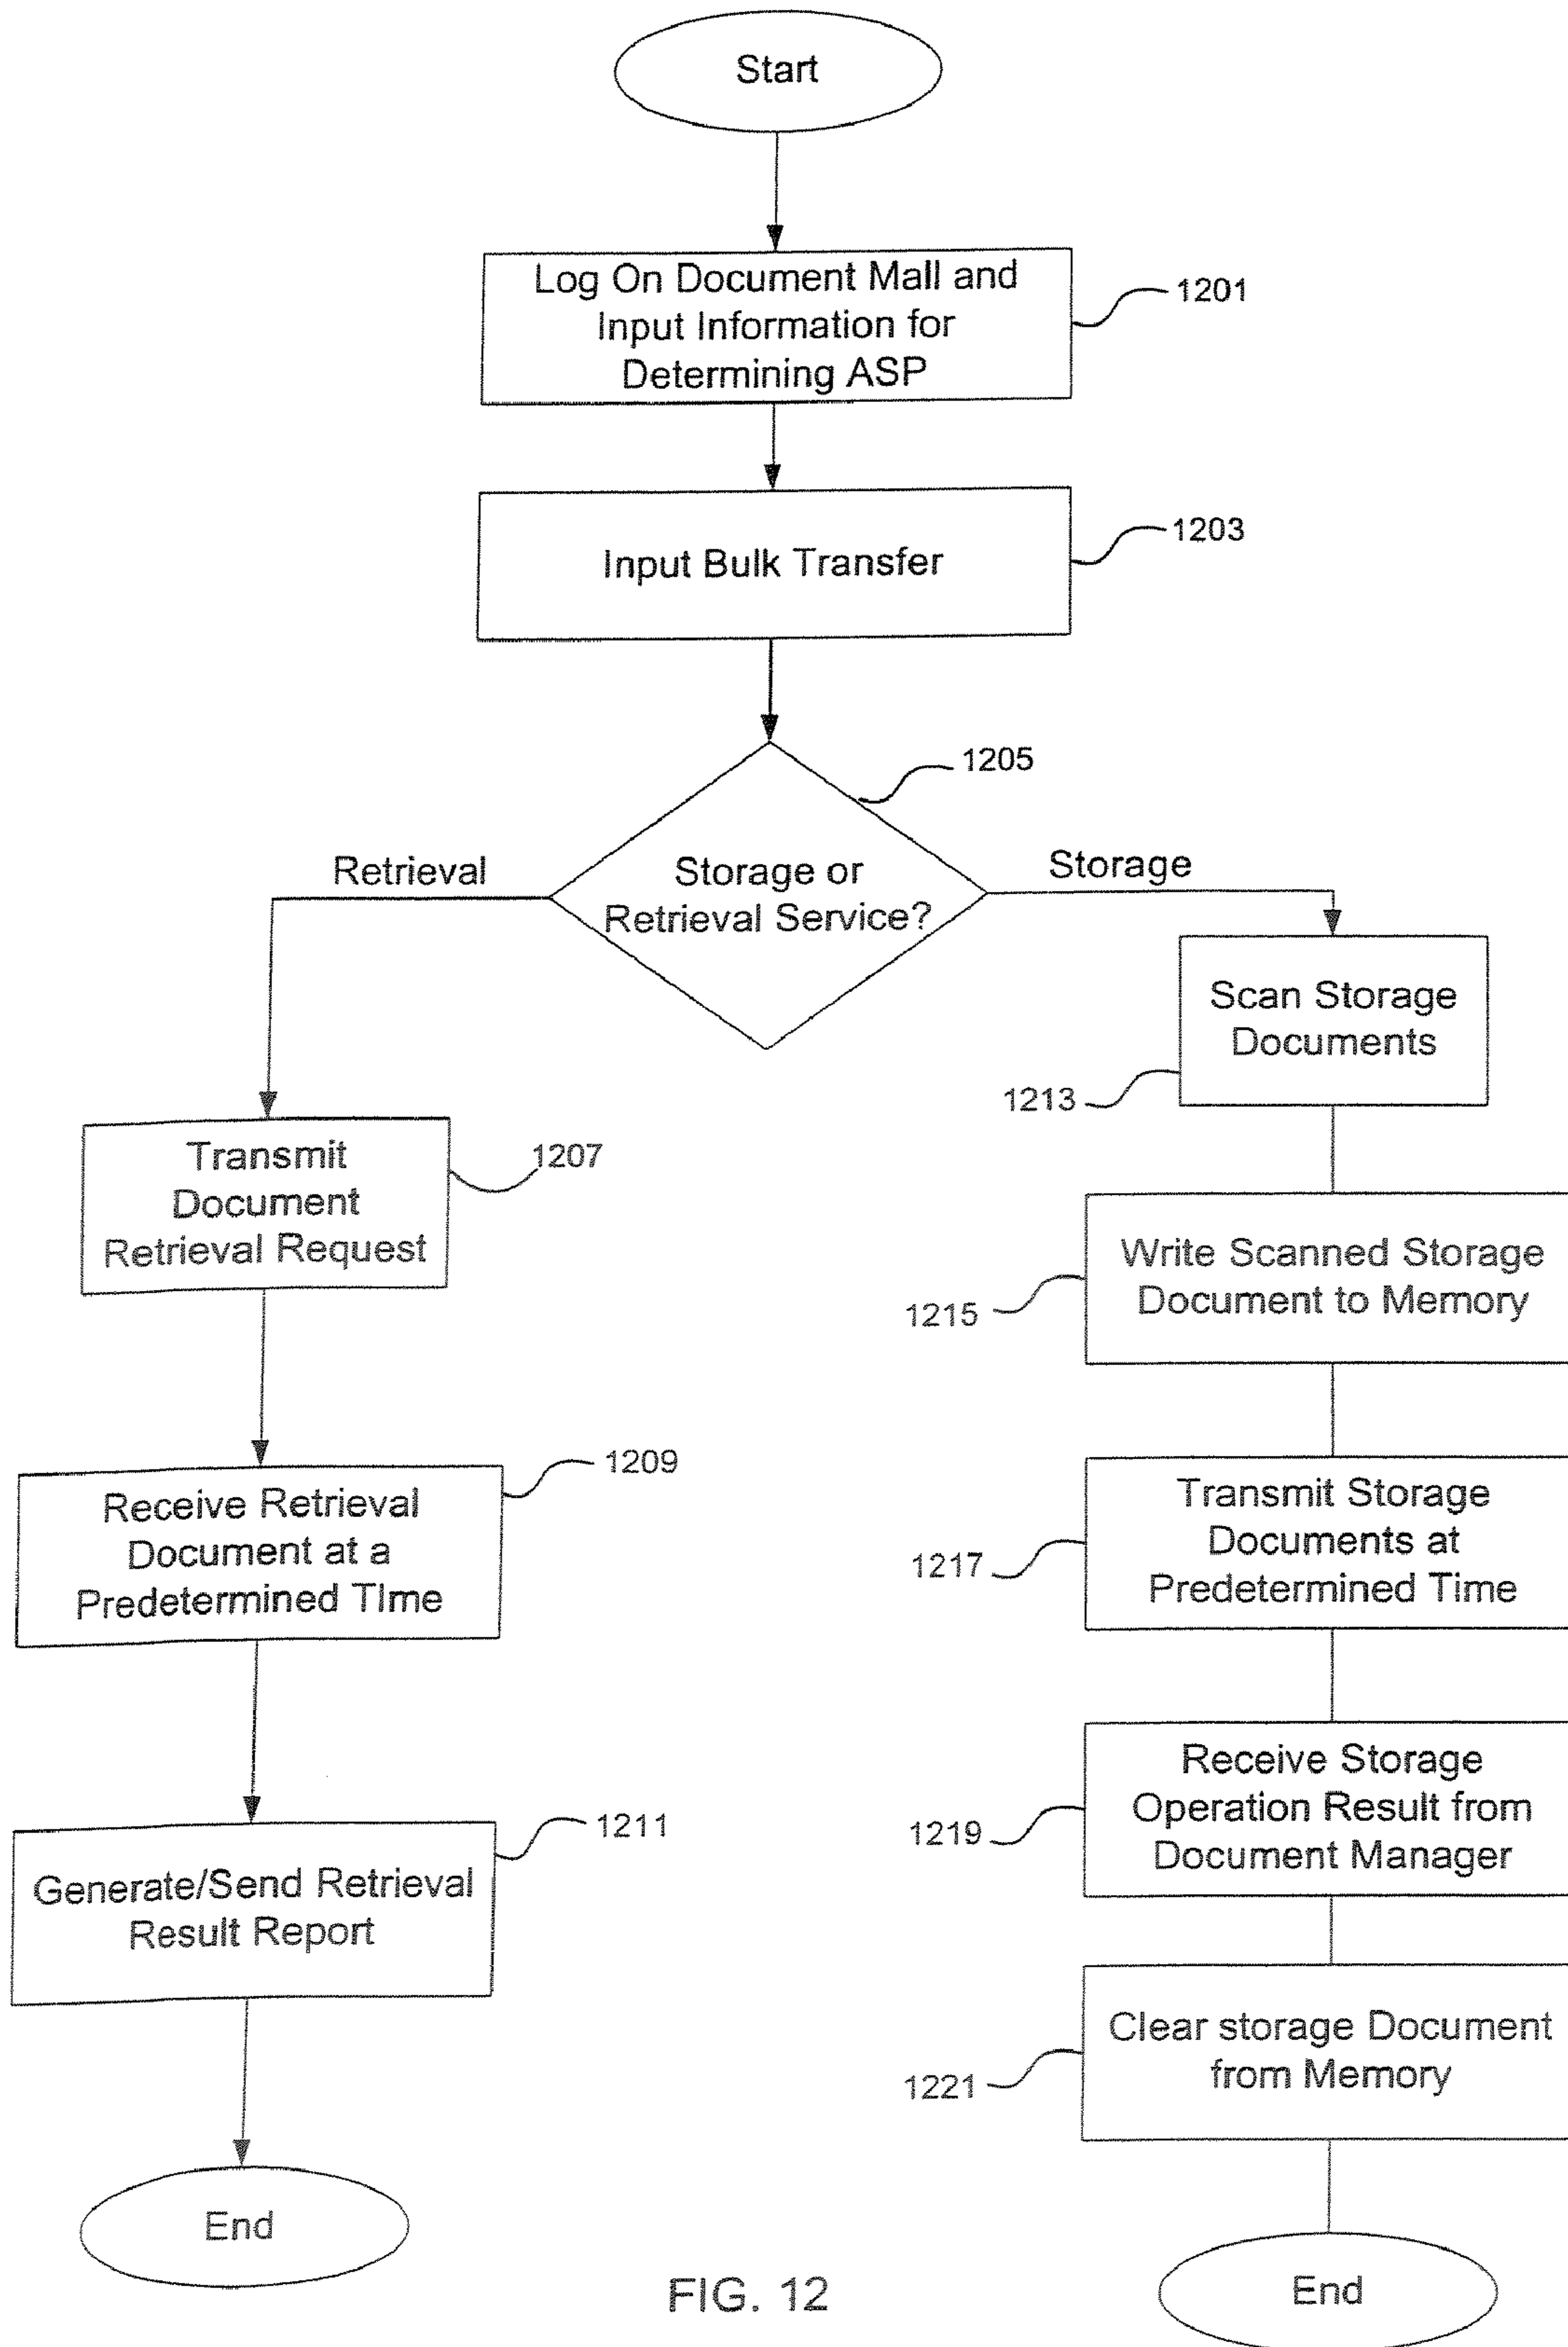 Start
Log On Document Mall and
Input Information for
Determining ASP
1201
Input Bulk Transfer
1203
1205
Storage or
Retrieval Service?
Retrieval
Storage
Transmit
Document
Retrieval Request
1207
Receive Retrieval
Document at a
Predetermined TIme
1209
Generate/Send Retrieval
Result Report
1211
End
Scan Storage
Documents
1213
Write Scanned Storage
Document to Memory
1215
Transmit Storage
Documents at
Predetermined Time
1217
Receive Storage
Operation Result from
Document Manager
1219
Clear storage Document
from Memory
1221
End
FIG. 12